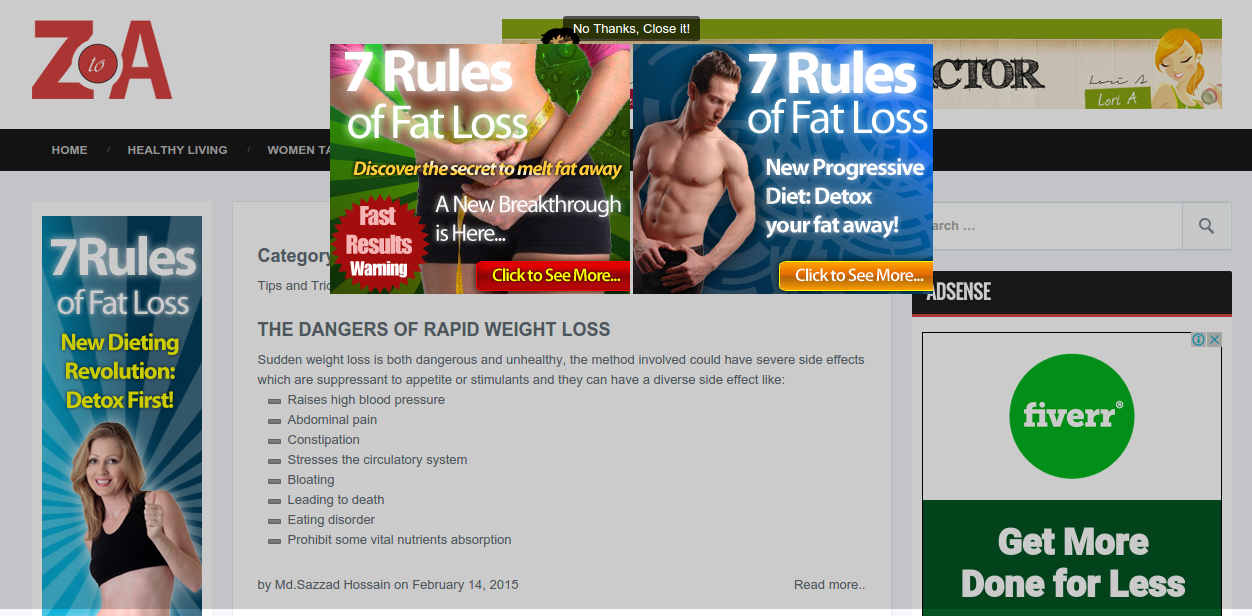 Z to A
No Thanks, Close it!
CTOR
Lori A
Lori A
HOME / HEALTHY LIVING / WOMEN TA
7 Rules
of Fat Loss
Discover the secret to melt fat away
Fast
Results
Warning
A New Breakthrough
is Here...
Click to See More...
7 Rules
of Fat Loss
New Progressive
Diet: Detox
your fat away!
Click to See More...
7 Rules
of Fat Loss
New Dieting
Revolution:
Detox First!
Category
Tips and Tric
THE DANGERS OF RAPID WEIGHT LOSS
Sudden weight loss is both dangerous and unhealthy, the method involved could have severe side effects
which are suppressant to appetite or stimulants and they can have a diverse side effect like:
Raises high blood pressure
Abdominal pain
Constipation
Stresses the circulatory system
Bloating
Leading to death
Eating disorder
Prohibit some vital nutrients absorption
by Md.Sazzad Hossain on February 14, 2015
Read more..
arch ...
ADSENSE
fiverr®
Get More
Done for Less